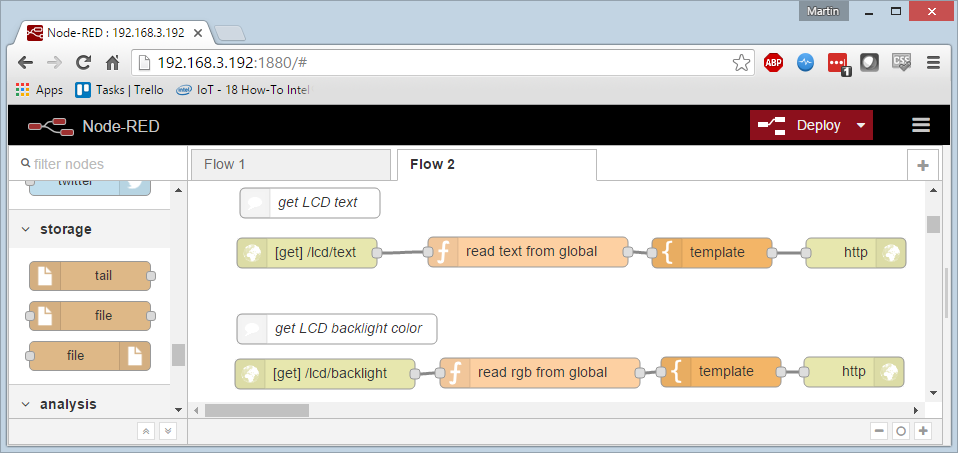 Martin
Node-RED : 192.168.3.192
192.168.3.192:1880/#
ABP
1
CSS
Apps
Tasks | Trello
intel
IoT - 18 How-To Intel
Node-RED
Deploy
filter nodes
Flow 1
Flow 2
twitter
get LCD text
storage
[get] /lcd/text
f
read text from global
{
template
http
tail
file
get LCD backlight color
file
[get] /lcd/backlight
f
read rgb from global
{
template
http
analysis